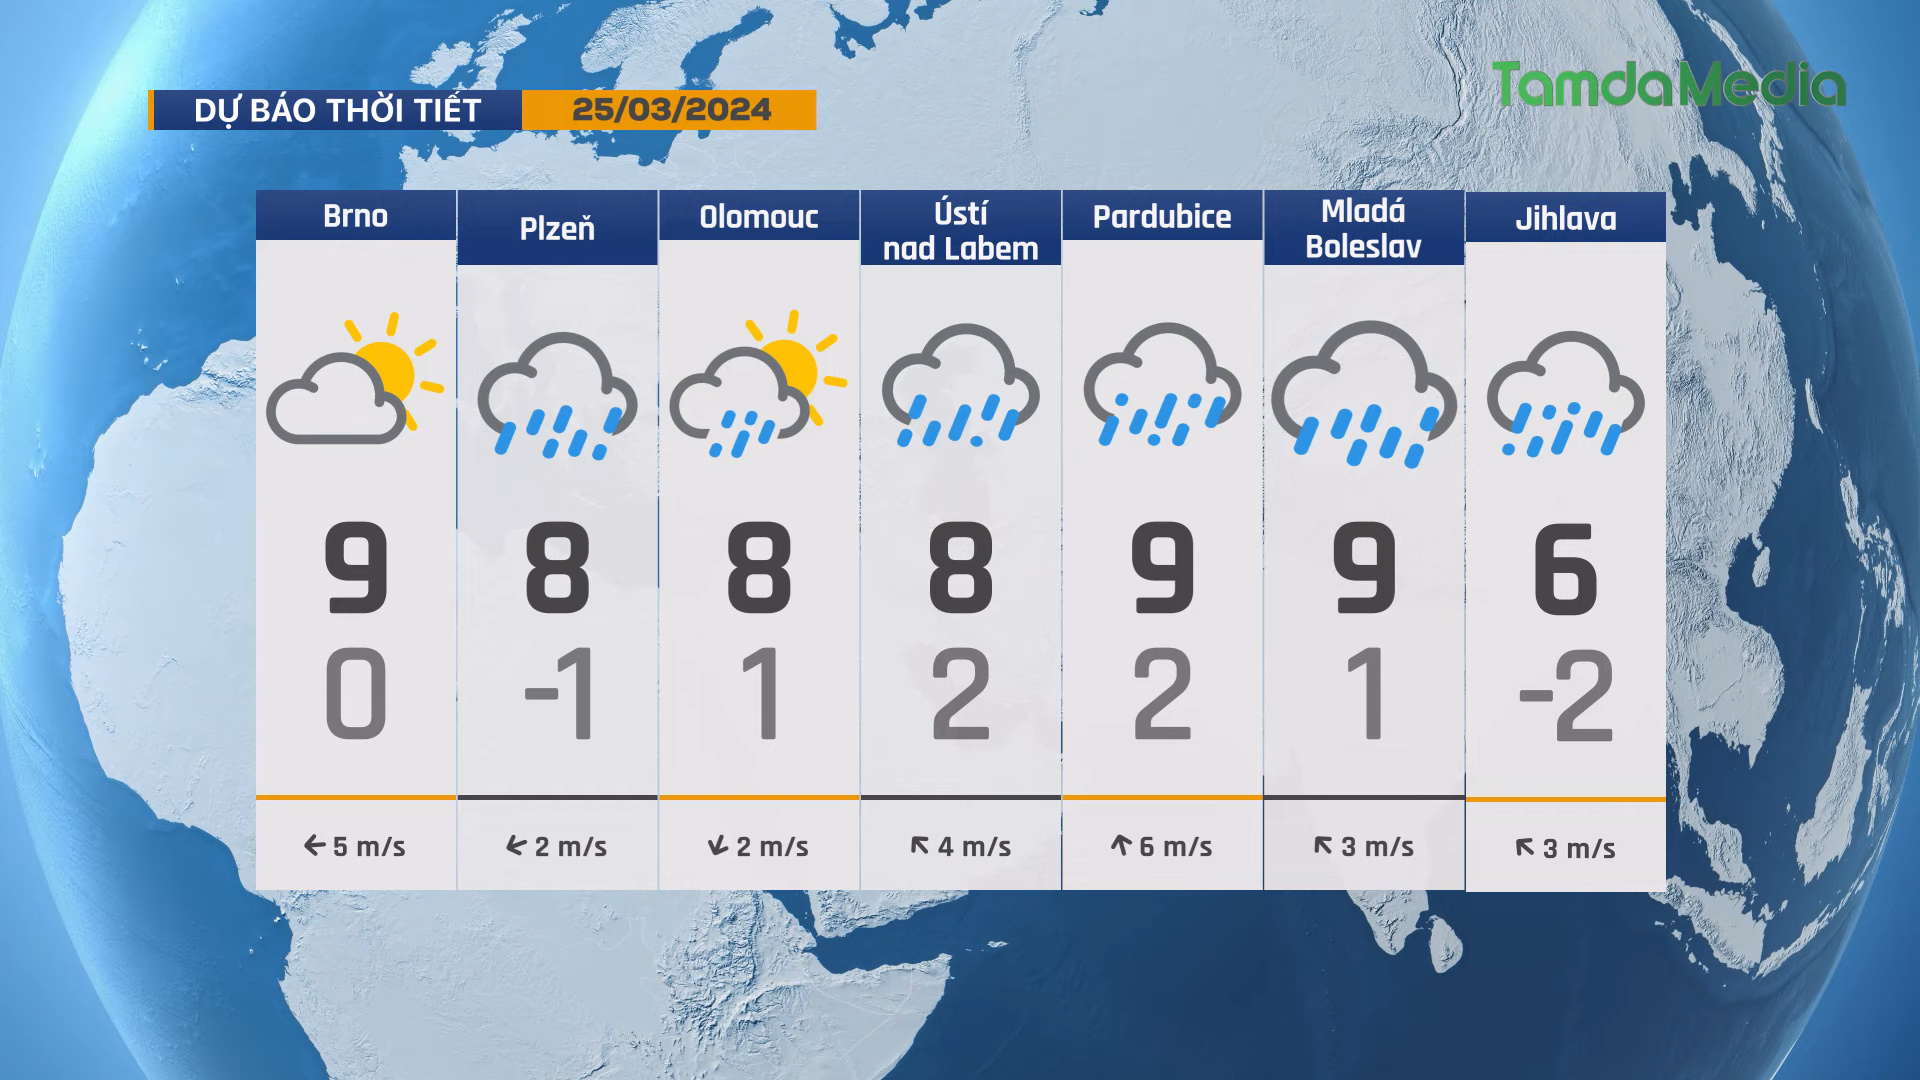 TamdaMedia
DỰ BÁO THỜI TIẾT 25/03/2024
Brno
Plzeň
Olomouc
Ústí
nad Labem
Pardubice
Mladá
Boleslav
Jihlava
9 8 8 8 9 9 6
0 -1 1 2 2 1 -2
5 m/s 2 m/s 2 m/s 4 m/s 6 m/s 3 m/s 3 m/s